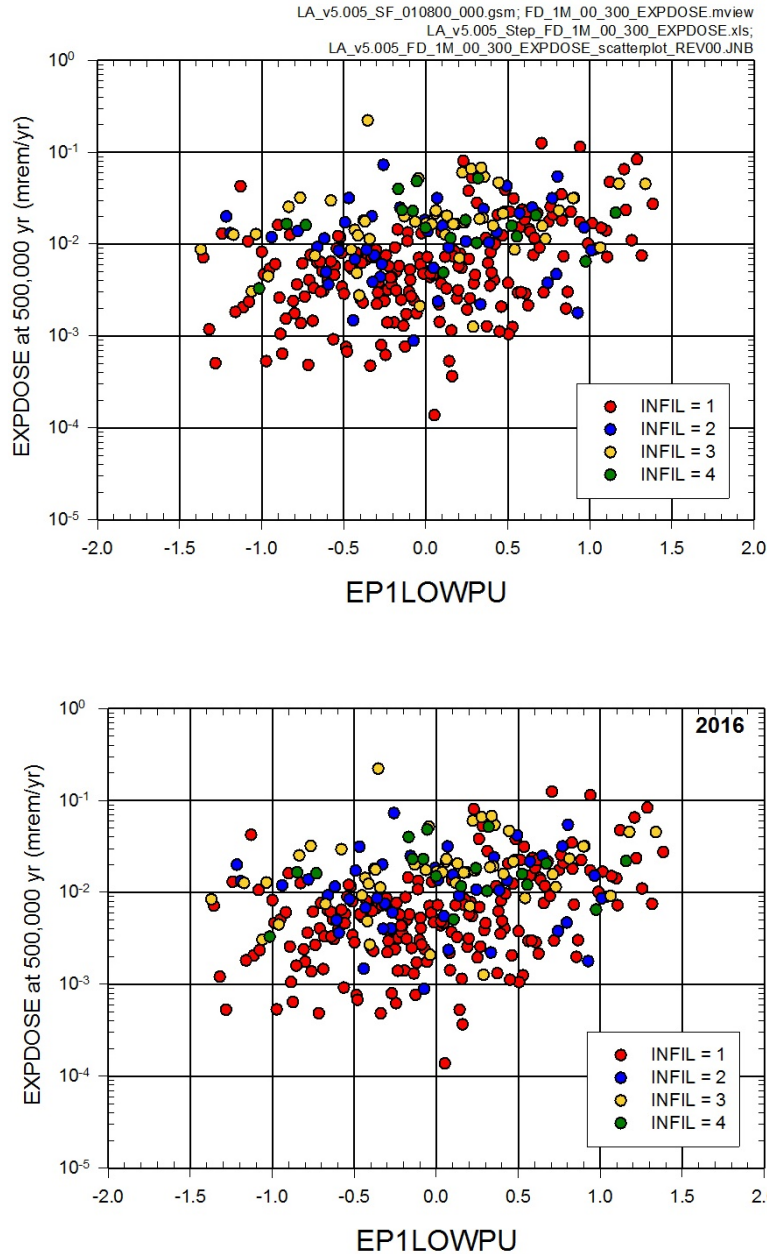 LA_v5.005_SF_010800_000.gsm; FD_1M_00_300_EXPDOSE.mview
LA_v5.005_Step_FD_1M_00_300_EXPDOSE.xls;
LA_v5.005_FD_1M_00_300_EXPDOSE_scatterplot_REV00.JNB
EXPDOSE at 500,000 yr (mrem/yr)
10⁰
10⁻¹
10⁻²
10⁻³
10⁻⁴
10⁻⁵
INFIL = 1
INFIL = 2
INFIL = 3
INFIL = 4
-2.0 -1.5 -1.0 -0.5 0.0 0.5 1.0 1.5 2.0
EP1LOWPU
2016
EXPDOSE at 500,000 yr (mrem/yr)
10⁰
10⁻¹
10⁻²
10⁻³
10⁻⁴
10⁻⁵
INFIL = 1
INFIL = 2
INFIL = 3
INFIL = 4
-2.0 -1.5 -1.0 -0.5 0.0 0.5 1.0 1.5 2.0
EP1LOWPU